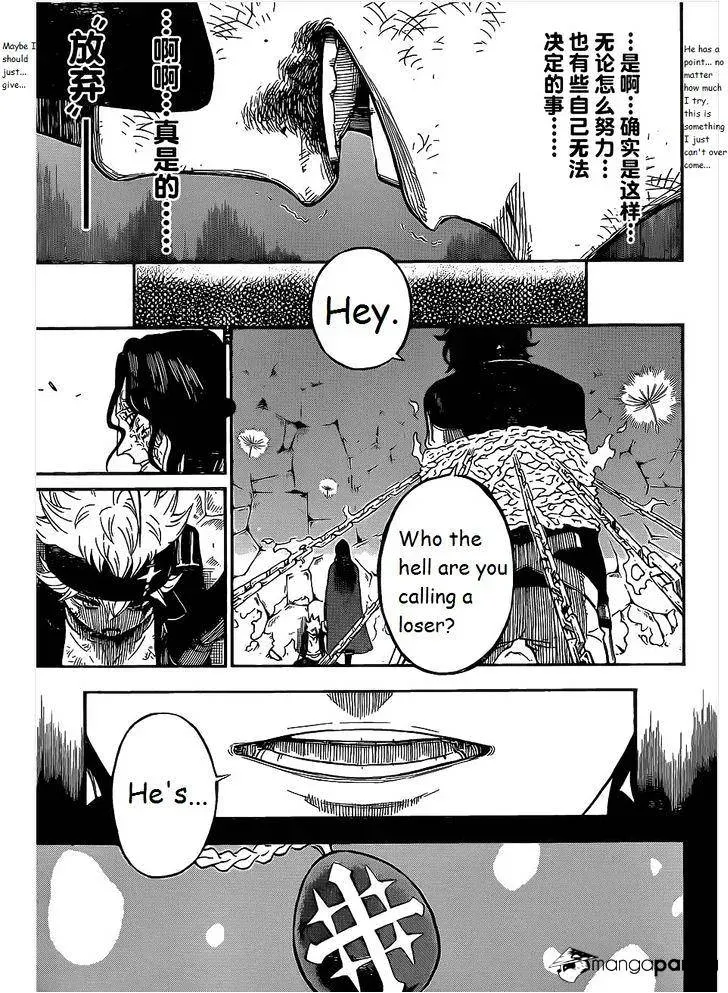 He has a
point... no
matter
how much
I try.
this is
something
I just
can't over
come...
…是啊…确实是这样…
无论怎么努力…
也有些自己无法
决定的事……
…啊啊…真是的……
"放弃"——
Maybe I
should
just...
give...
Hey.
Who the
hell are you
calling a
loser?
He's...
mangapanda